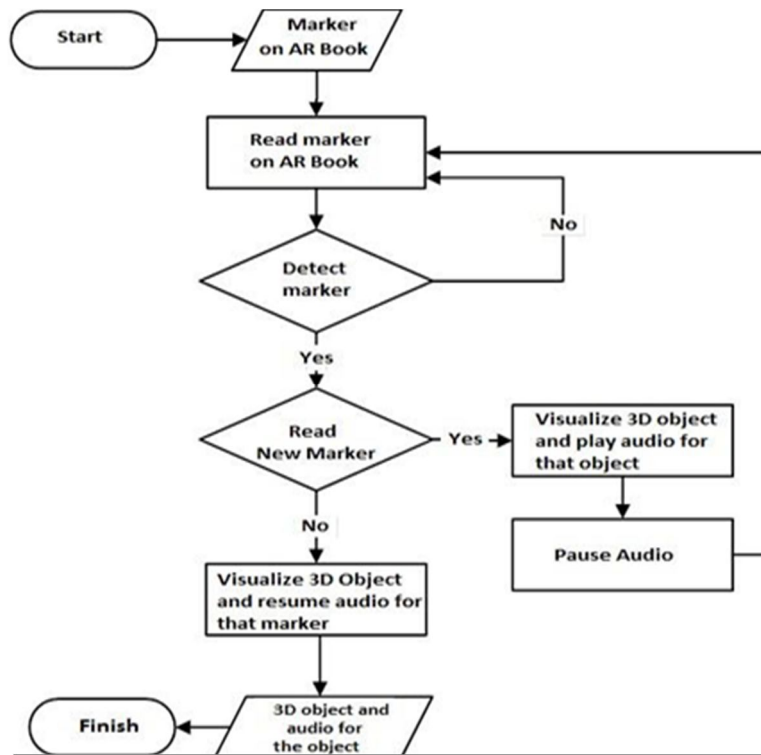 Start
Marker
on AR Book
Read marker
on AR Book
No
Detect
marker
Yes
Read
New Marker
Yes
Visualize 3D object
and play audio for
that object
Pause Audio
No
Visualize 3D Object
and resume audio for
that marker
3D object and
audio for
the object
Finish